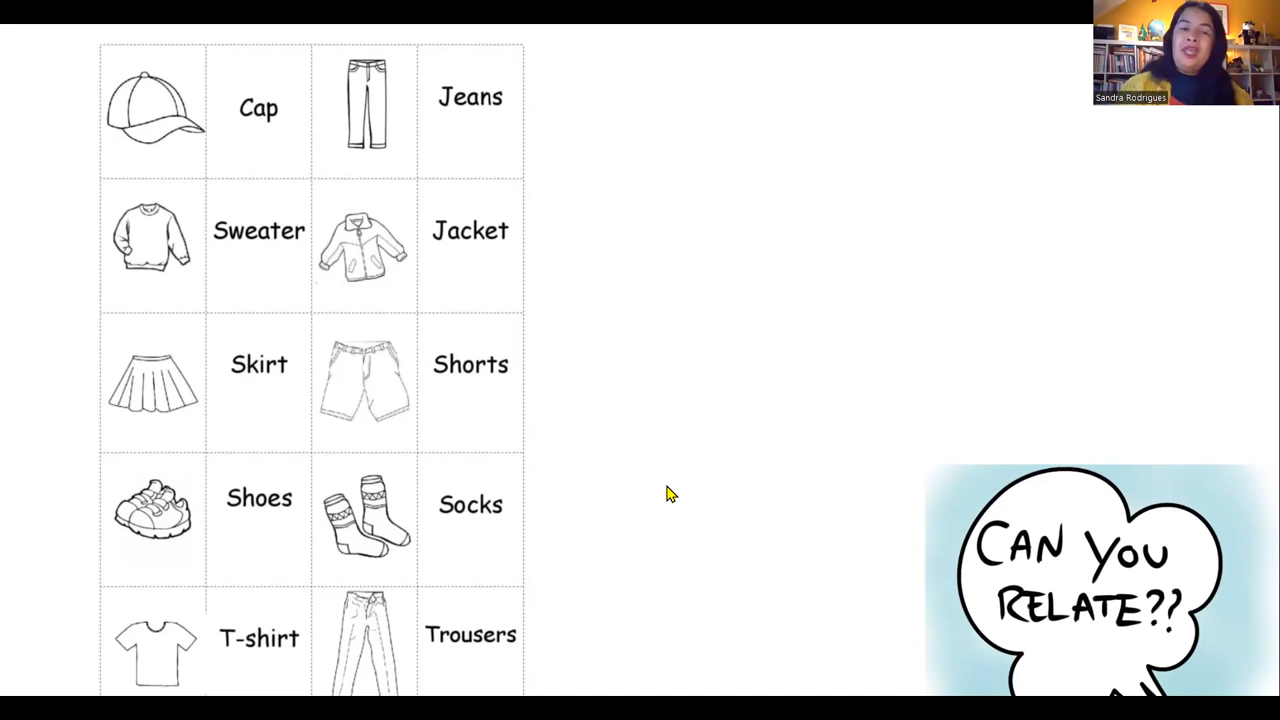 Cap
Jeans
Sweater
Jacket
Skirt
Shorts
Shoes
Socks
T-shirt
Trousers
CAN YOU
RELATE??
Sandra Rodrigues